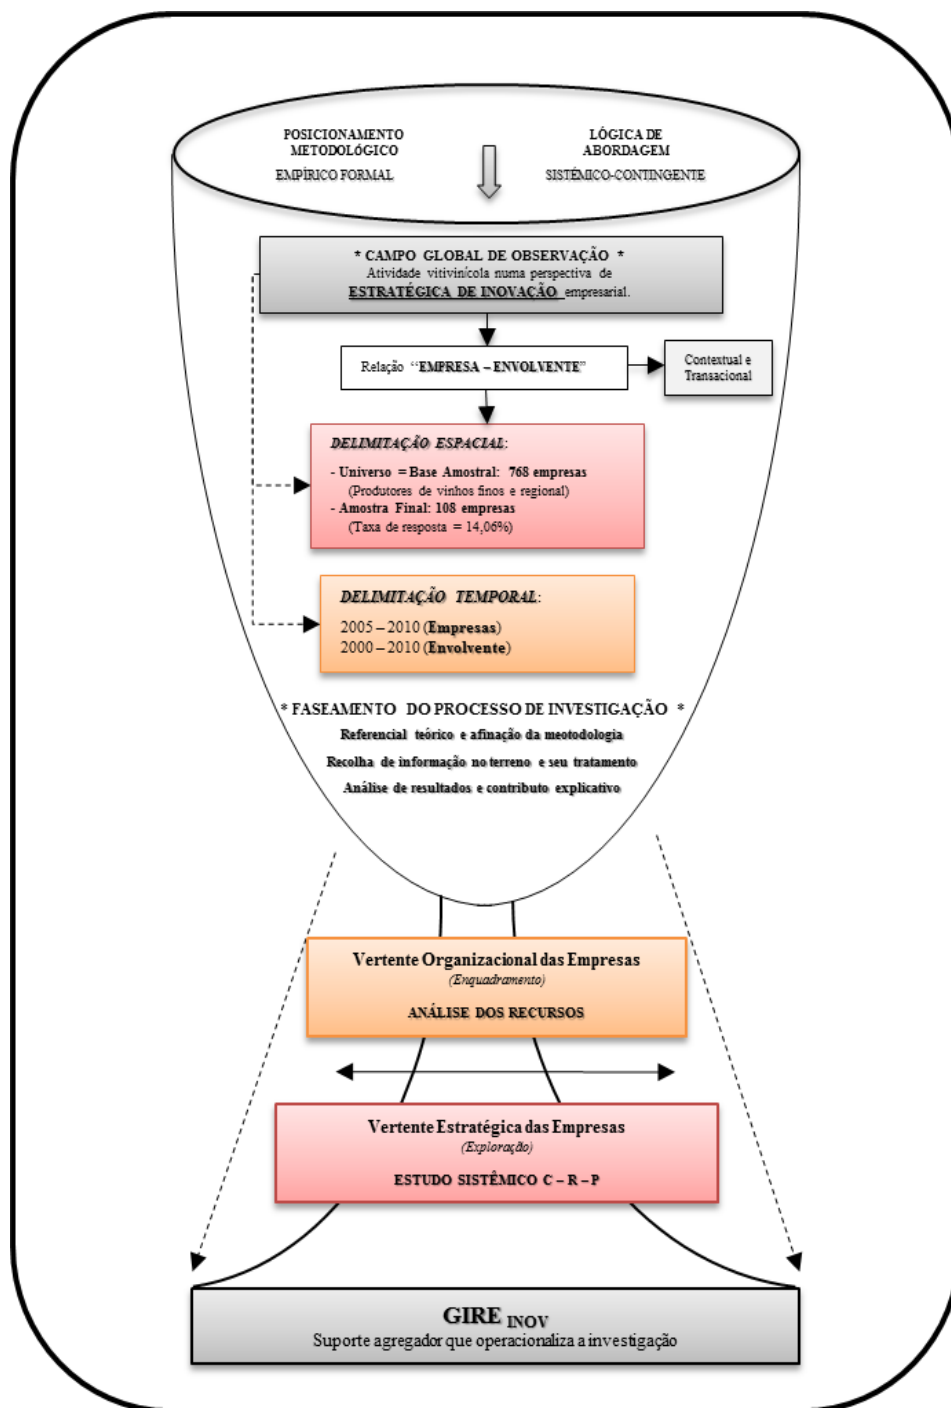 POSICIONAMENTO
METODOLÓGICO
EMPÍRICO FORMAL
LÓGICA DE
ABORDAGEM
SISTÉMICO-CONTINGENTE
* CAMPO GLOBAL DE OBSERVAÇÃO *
Atividade vitivinícola numa perspectiva de
ESTRATÉGICA DE INOVAÇÃO empresarial.
Relação “EMPRESA – ENVOLVENTE”
Contextual e
Transacional
DELIMITAÇÃO ESPACIAL:
- Universo = Base Amostral: 768 empresas
(Produtores de vinhos finos e regional)
- Amostra Final: 108 empresas
(Taxa de resposta = 14,06%)
DELIMITAÇÃO TEMPORAL:
2005 – 2010 (Empresas)
2000 – 2010 (Envolvente)
* FASEAMENTO DO PROCESSO DE INVESTIGAÇÃO *
Referencial teórico e afinação da meotodologia
Recolha de informação no terreno e seu tratamento
Análise de resultados e contributo explicativo
Vertente Organizacional das Empresas
(Enquadramento)
ANÁLISE DOS RECURSOS
Vertente Estratégica das Empresas
(Exploração)
ESTUDO SISTÊMICO C – R – P
GIRE INOV
Suporte agregador que operacionaliza a investigação